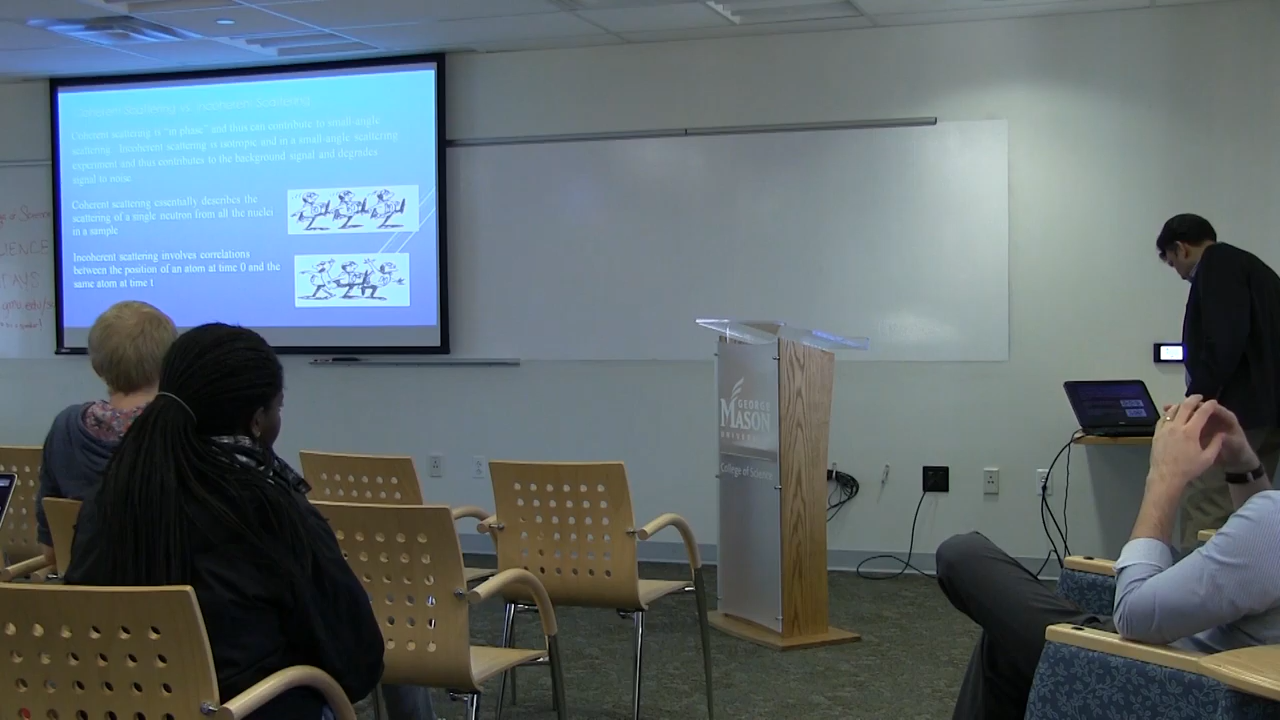 Coherent Scattering vs. Incoherent Scattering
Coherent scattering is "in phase" and thus can contribute to small-angle
scattering. Incoherent scattering is isotropic and in a small-angle scattering
experiment and thus contributes to the background signal and degrades
signal to noise.
Coherent scattering essentially describes the
scattering of a single neutron from all the nuclei
in a sample
Incoherent scattering involves correlations
between the position of an atom at time 0 and the
same atom at time t
of Science
GEORGE
MASON
UNIVERSITY
College of Science